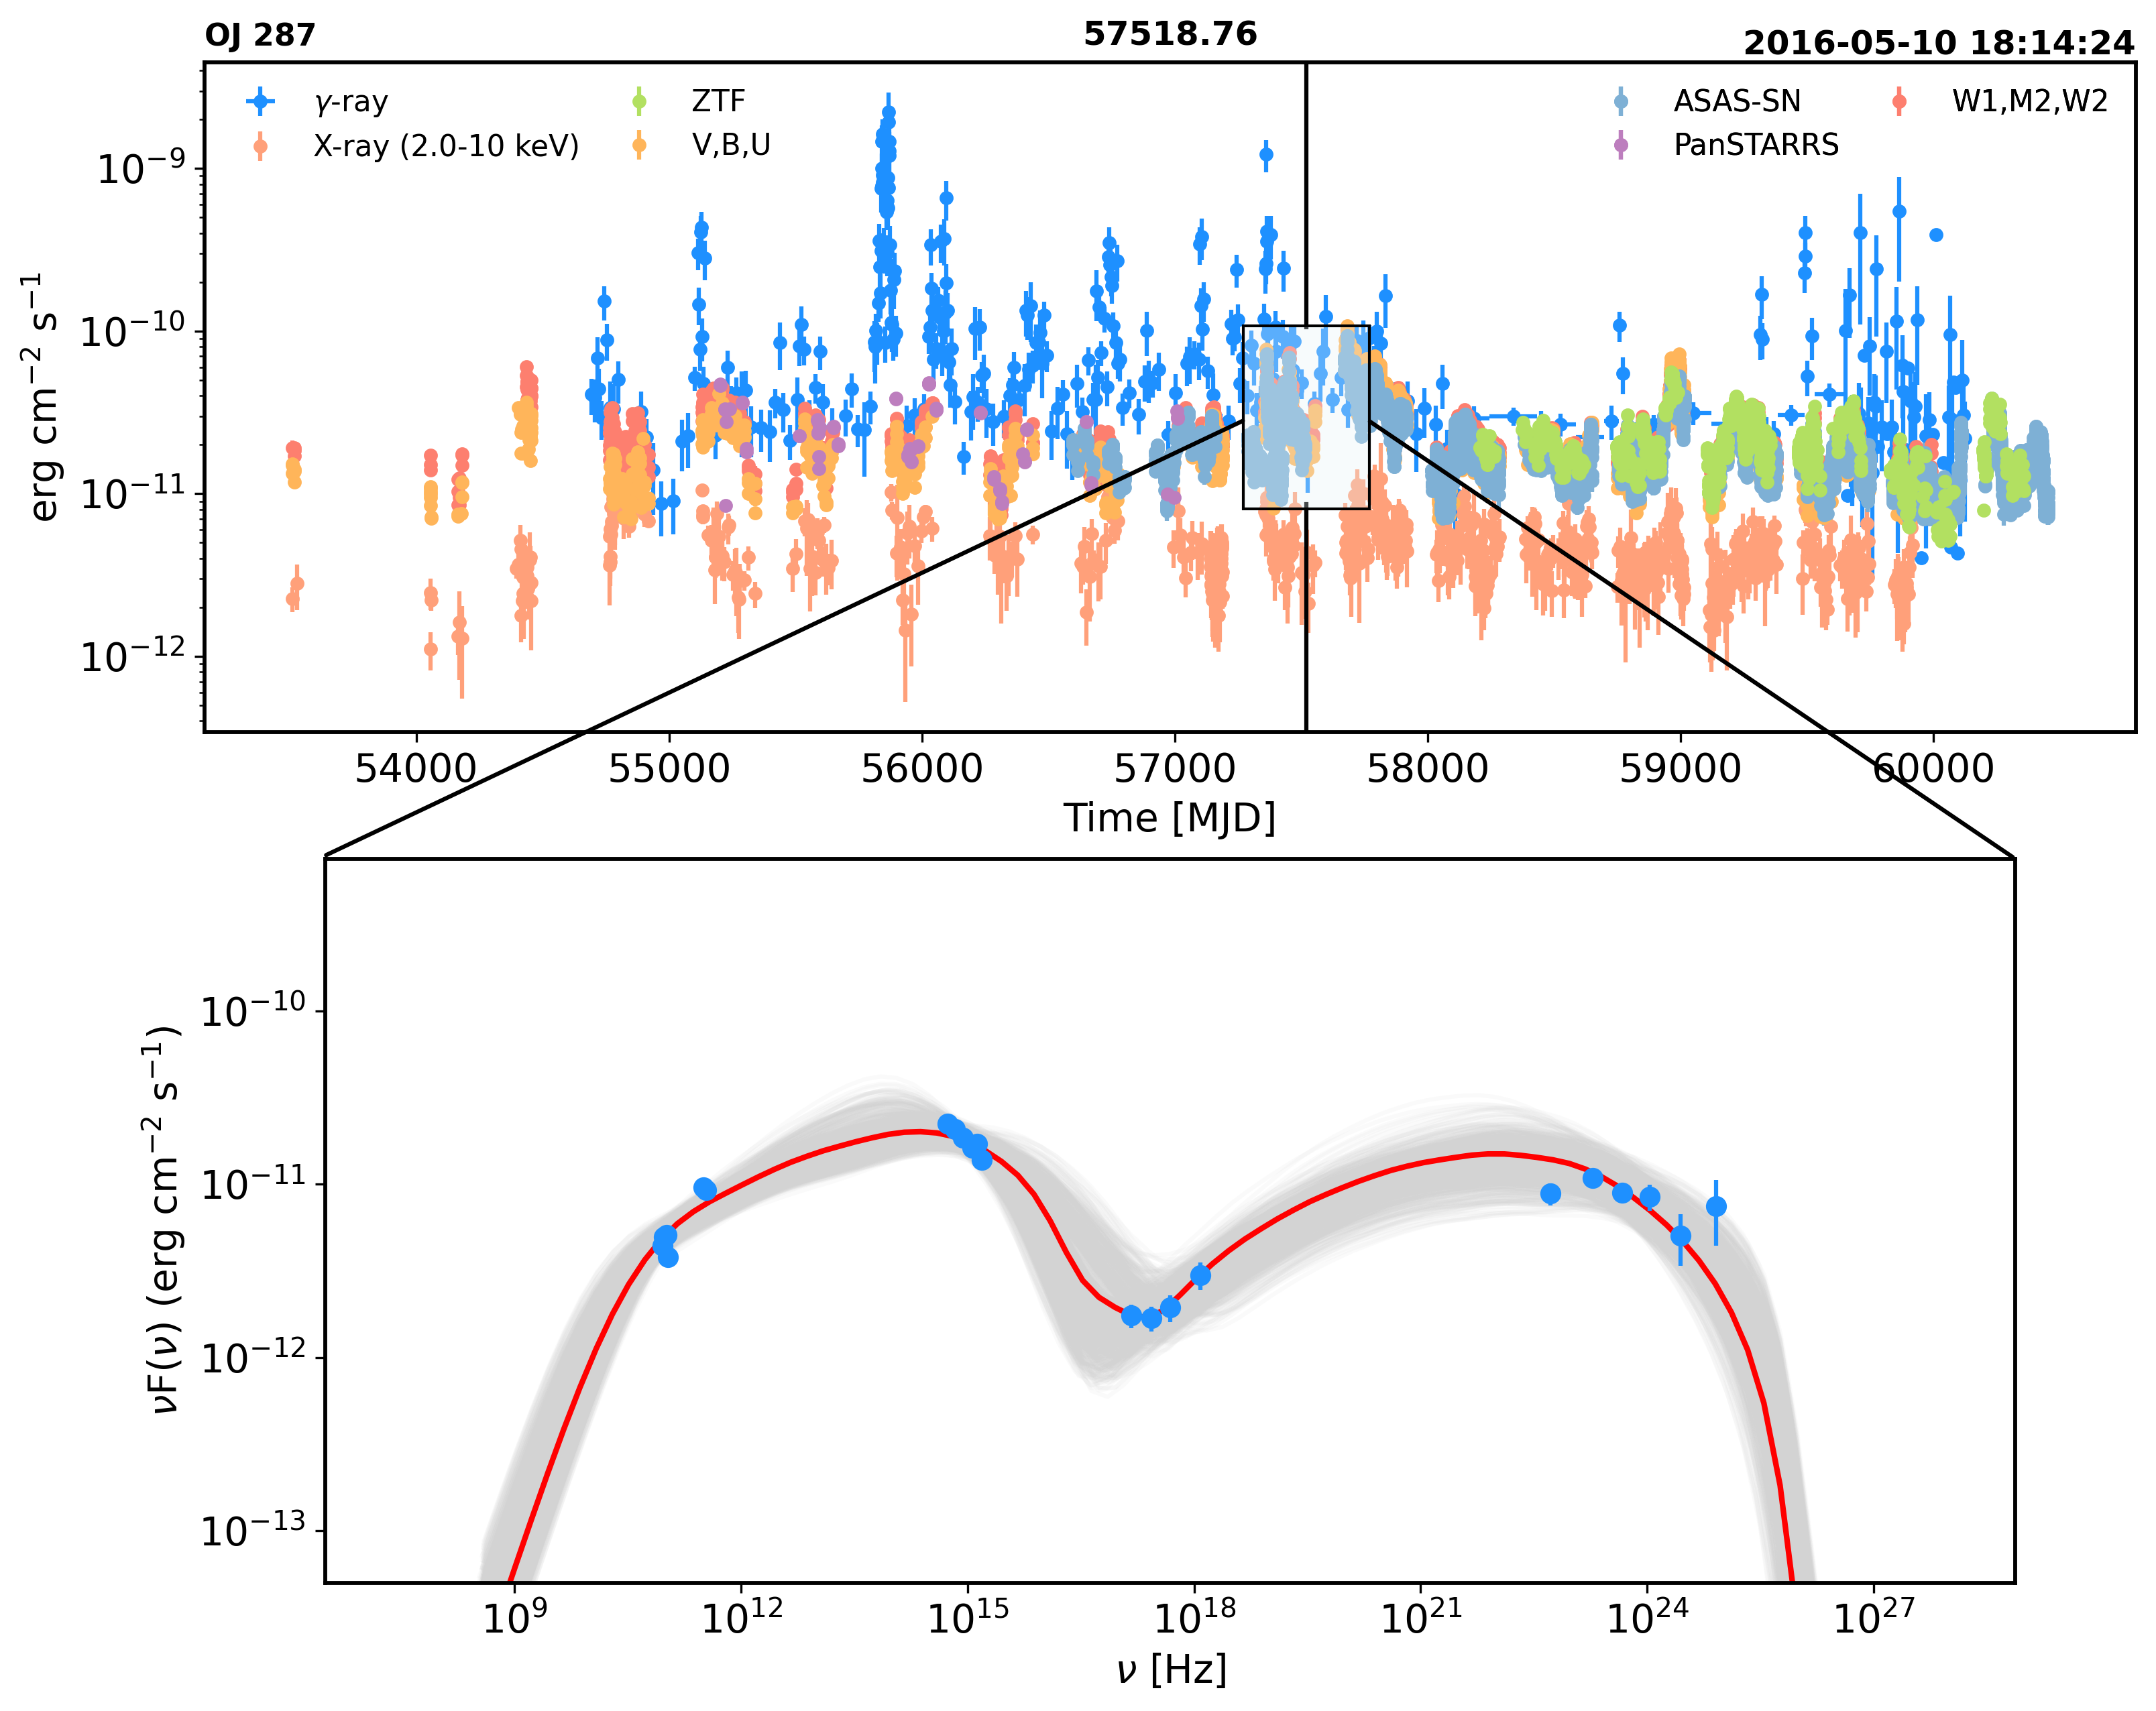 OJ 287 57518.76 2016-05-10 18:14:24
γ-ray ZTF ASAS-SN W1,M2,W2
X-ray (2.0-10 keV) V,B,U PanSTARRS
erg cm⁻² s⁻¹
10⁻⁹
10⁻¹⁰
10⁻¹¹
10⁻¹²
54000 55000 56000 57000 58000 59000 60000
Time [MJD]
νF(ν) (erg cm⁻² s⁻¹)
10⁻¹⁰
10⁻¹¹
10⁻¹²
10⁻¹³
10⁹ 10¹² 10¹⁵ 10¹⁸ 10²¹ 10²⁴ 10²⁷
ν [Hz]